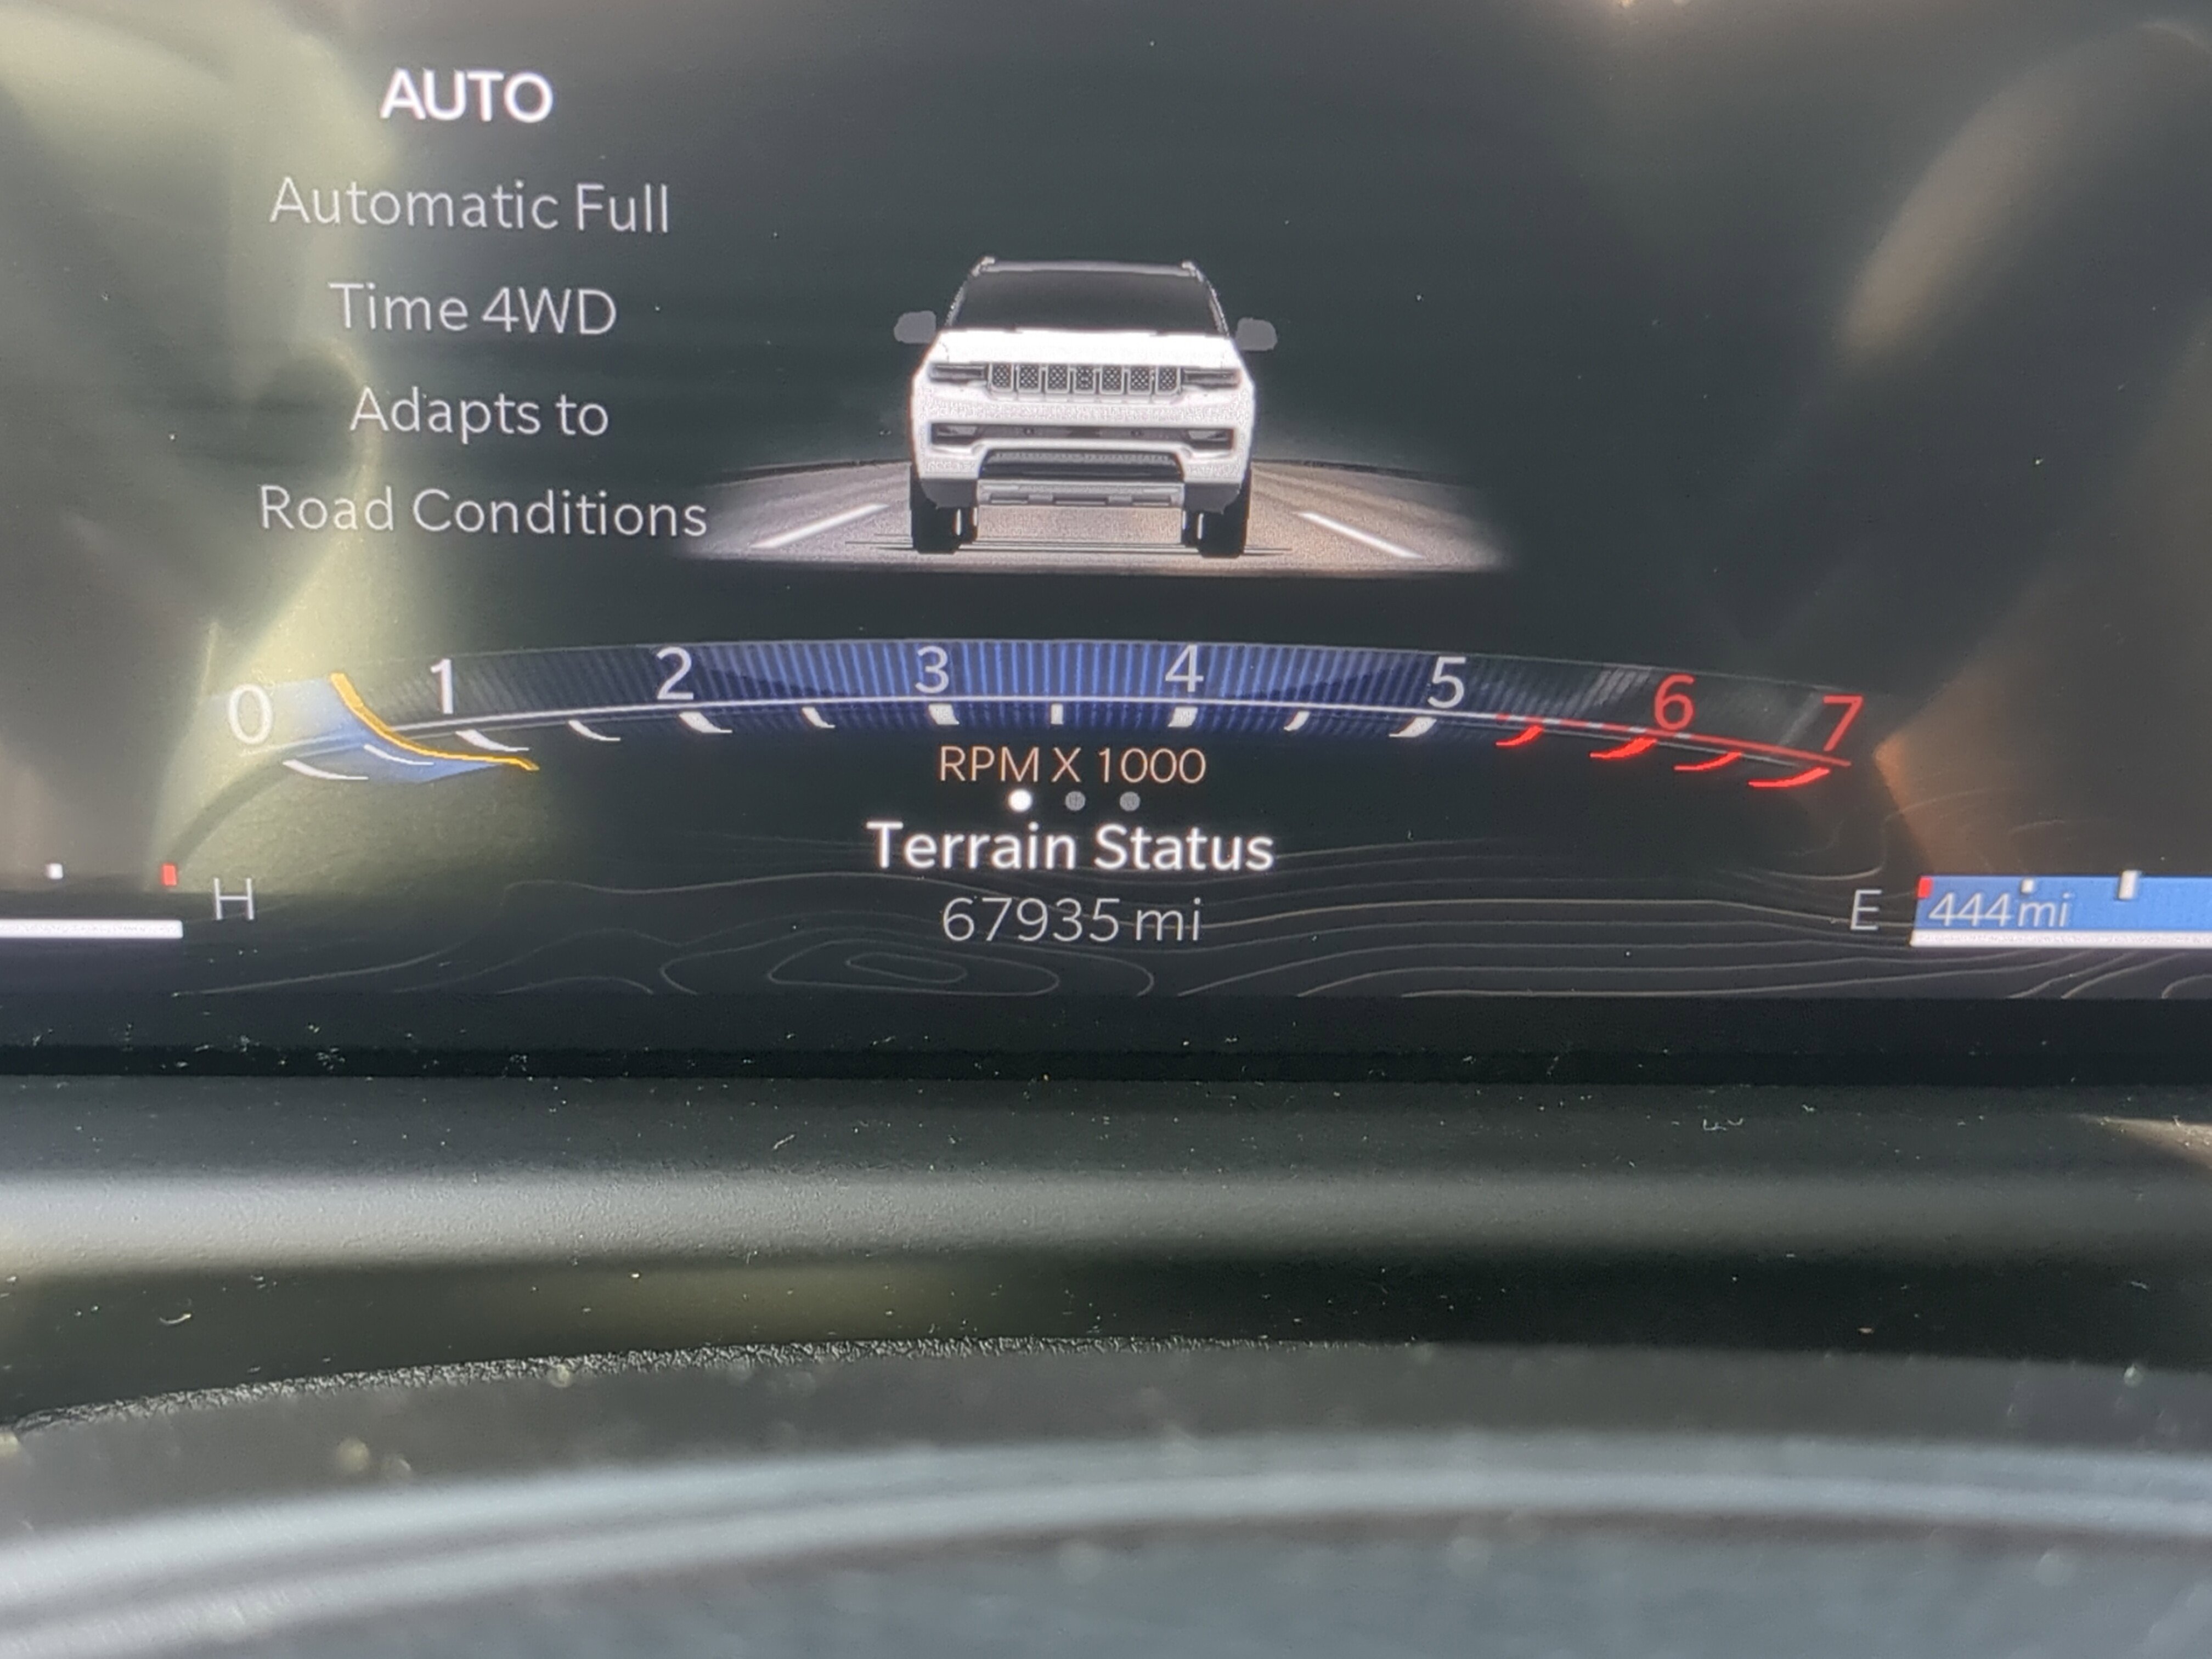 AUTO
Automatic Full
Time 4WD
Adapts to
Road Conditions
0 1 2 3 4 5 6 7
RPM X 1000
Terrain Status
H
67935 mi
E
444 mi